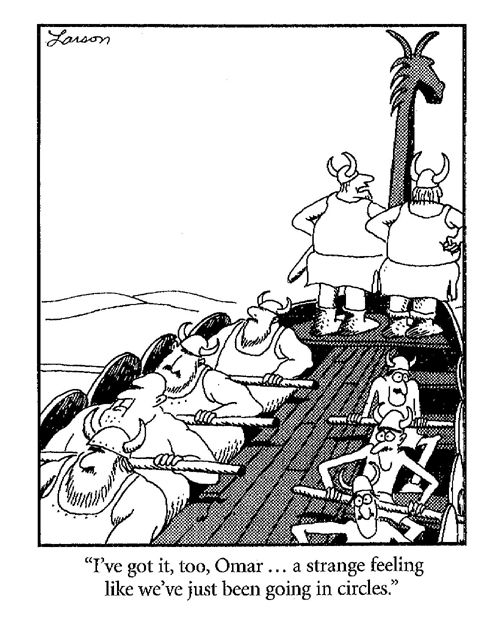 Larson
“I’ve got it, too, Omar ... a strange feeling
like we’ve just been going in circles.”